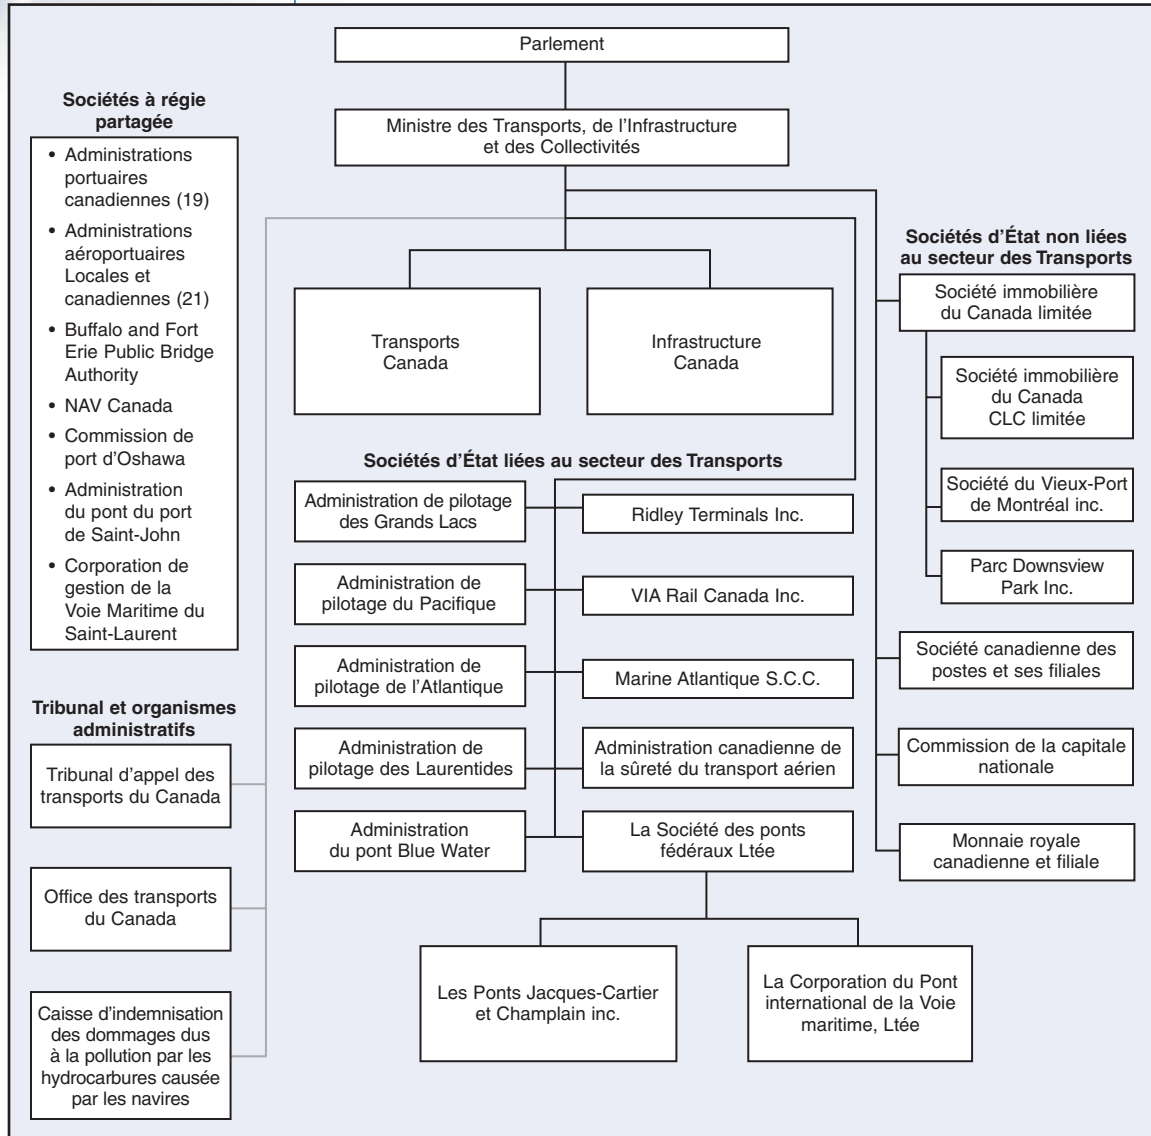 Parlement
Ministre des Transports, de l'Infrastructure
et des Collectivités
Sociétés à régie
partagée
• Administrations
portuaires
canadiennes (19)
• Administrations
aéroportuaires
Locales et
canadiennes (21)
• Buffalo and Fort
Erie Public Bridge
Authority
• NAV Canada
• Commission de
port d'Oshawa
• Administration
du pont du port
de Saint-John
• Corporation de
gestion de la
Voie Maritime du
Saint-Laurent
Tribunal et organismes
administratifs
Tribunal d'appel des
transports du Canada
Office des transports
du Canada
Caisse d'indemnisation
des dommages dus
à la pollution par les
hydrocarbures causée
par les navires
Transports
Canada
Infrastructure
Canada
Sociétés d'État liées au secteur des Transports
Administration de pilotage
des Grands Lacs
Ridley Terminals Inc.
Administration de
pilotage du Pacifique
VIA Rail Canada Inc.
Administration de
pilotage de l'Atlantique
Marine Atlantique S.C.C.
Administration de
pilotage des Laurentides
Administration canadienne de
la sûreté du transport aérien
Administration
du pont Blue Water
La Société des ponts
fédéraux Ltée
Les Ponts Jacques-Cartier
et Champlain inc.
La Corporation du Pont
international de la Voie
maritime, Ltée
Sociétés d'État non liées
au secteur des Transports
Société immobilière
du Canada limitée
Société immobilière
du Canada
CLC limitée
Société du Vieux-Port
de Montréal inc.
Parc Downsview
Park Inc.
Société canadienne des
postes et ses filiales
Commission de la capitale
nationale
Monnaie royale
canadienne et filiale